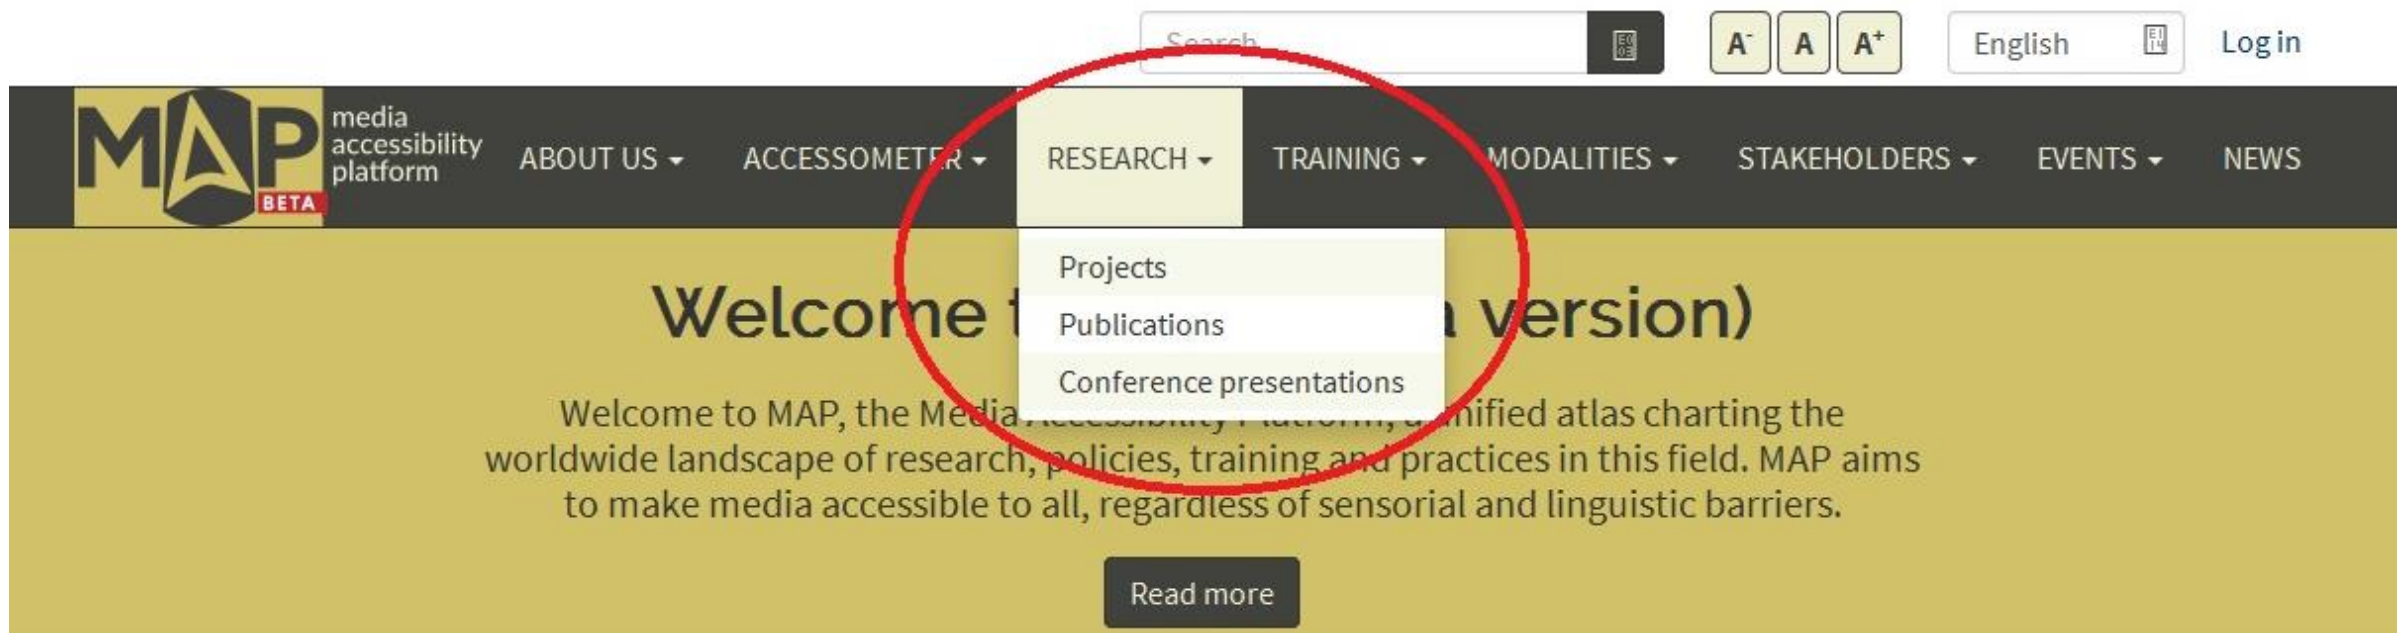 Search
A- A A+
English
Log in
MAP
BETA
media
accessibility
platform
ABOUT US
ACCESSOMETER
RESEARCH
TRAINING
MODALITIES
STAKEHOLDERS
EVENTS
NEWS
Projects
Publications
Conference presentations
Welcome version)
Welcome to MAP, the Media Accessibility Platform, a unified atlas charting the
worldwide landscape of research, policies, training and practices in this field. MAP aims
to make media accessible to all, regardless of sensorial and linguistic barriers.
Read more